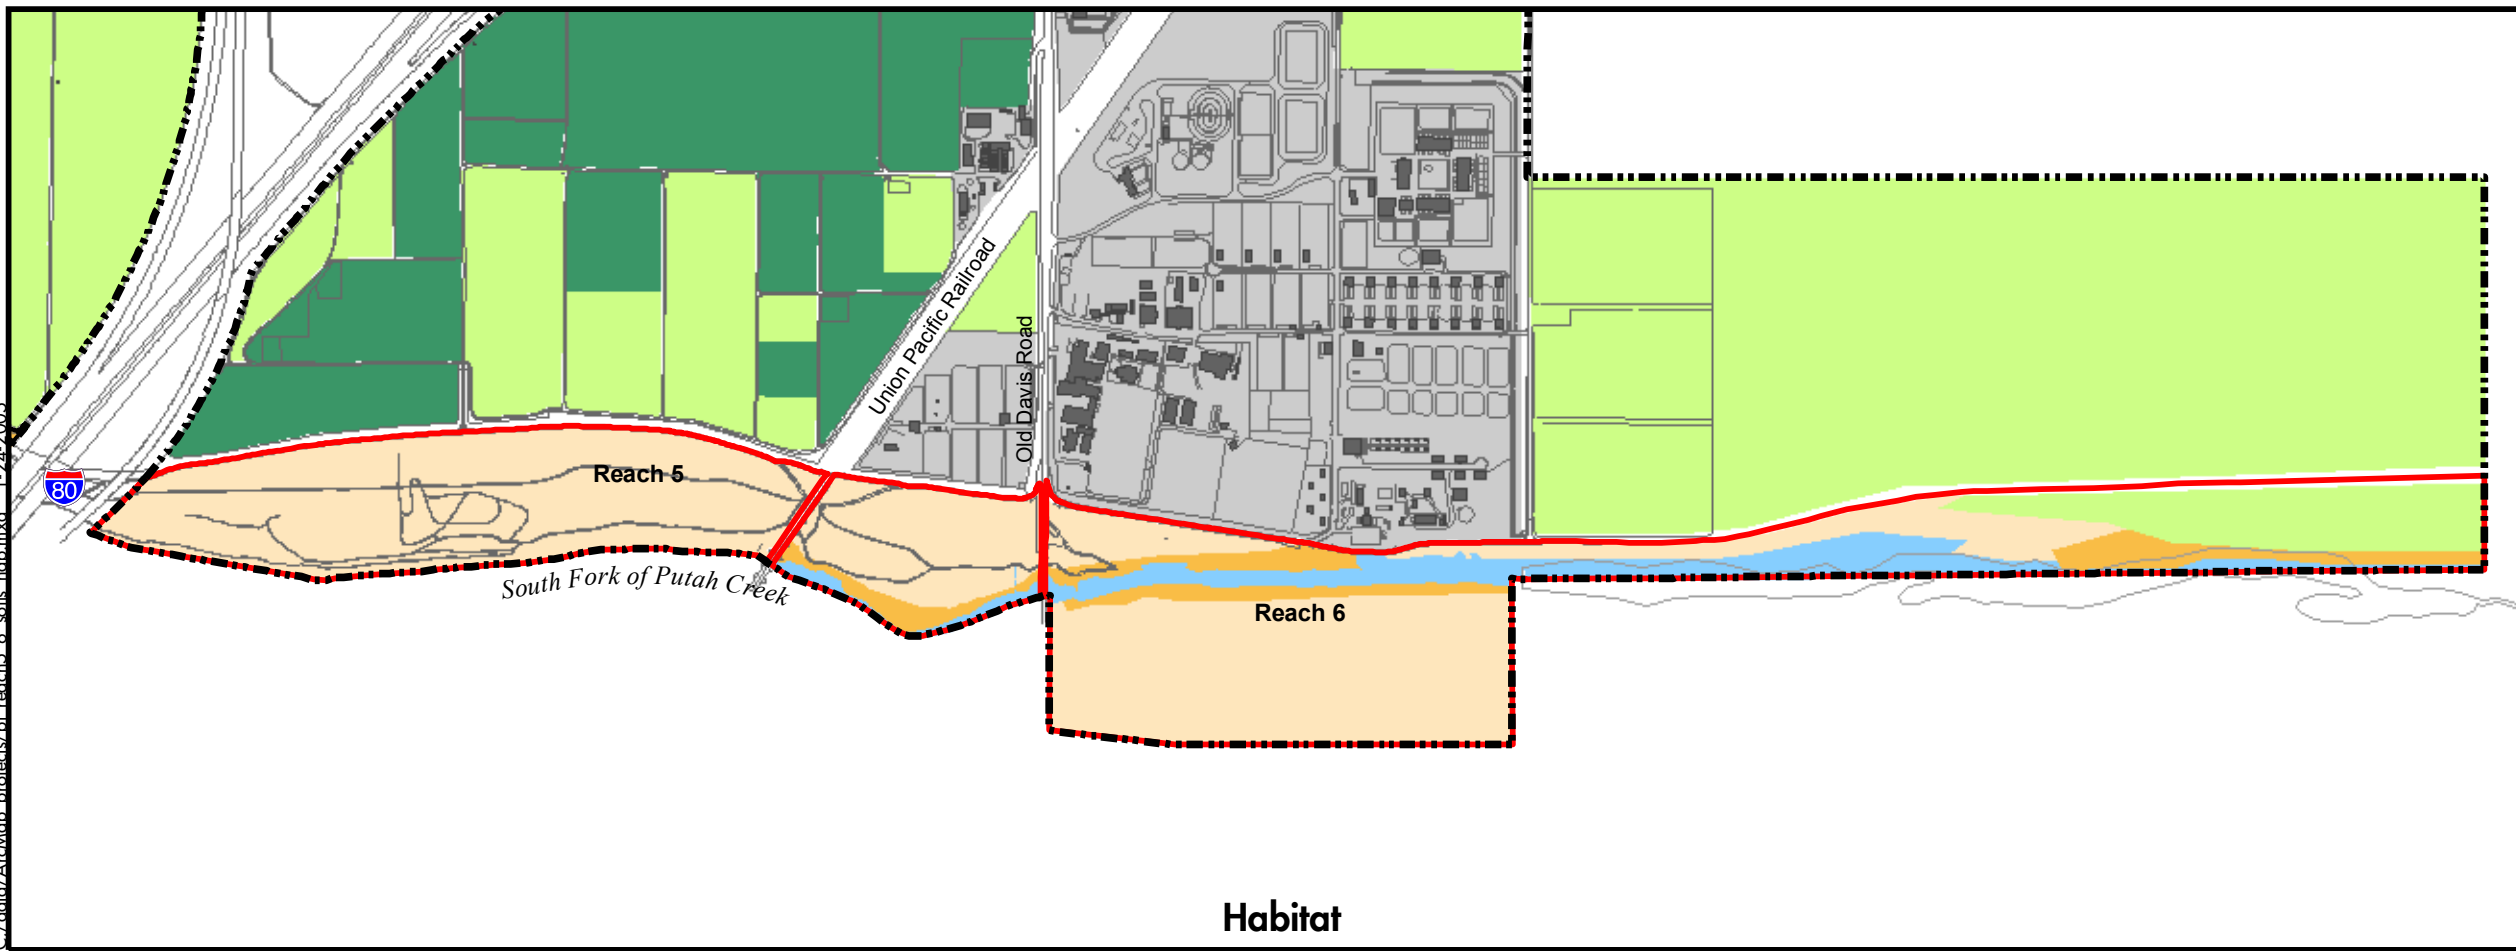 Union Pacific Railroad
Old Davis Road
Reach 5
80
South Fork of Putah Creek
Reach 6
Habitat